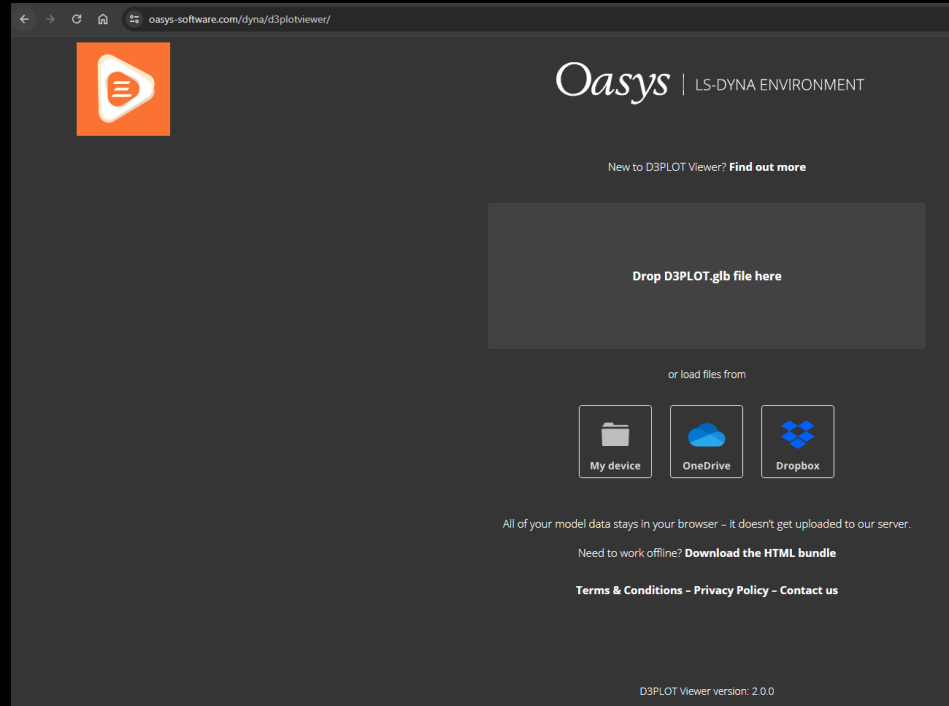 oasys-software.com/dyna/d3plotviewer/
Oasys | LS-DYNA ENVIRONMENT
New to D3PLOT Viewer? Find out more
Drop D3PLOT.glb file here
or load files from
My device
OneDrive
Dropbox
All of your model data stays in your browser – it doesn't get uploaded to our server.
Need to work offline? Download the HTML bundle
Terms & Conditions – Privacy Policy – Contact us
D3PLOT Viewer version: 2.0.0